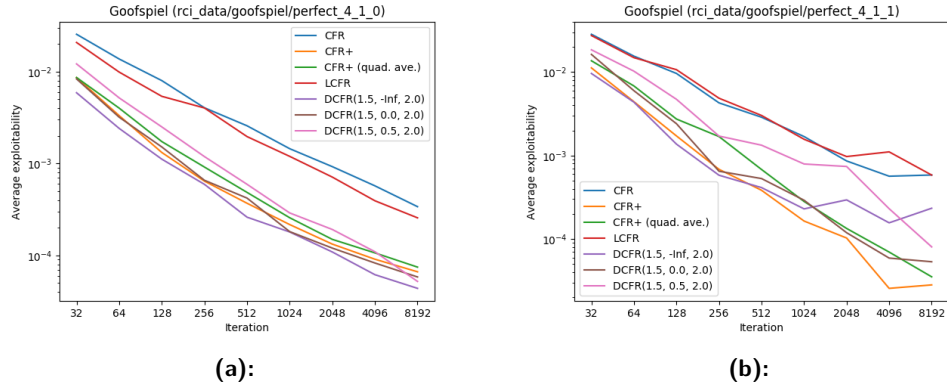 Goofspiel (rci_data/goofspiel/perfect_4_1_0)
Average exploitability
10⁻²
10⁻³
10⁻⁴
CFR
CFR+
CFR+ (quad. ave.)
LCFR
DCFR(1.5, -Inf, 2.0)
DCFR(1.5, 0.0, 2.0)
DCFR(1.5, 0.5, 2.0)
32 64 128 256 512 1024 2048 4096 8192
Iteration
(a):
Goofspiel (rci_data/goofspiel/perfect_4_1_1)
Average exploitability
10⁻²
10⁻³
10⁻⁴
CFR
CFR+
CFR+ (quad. ave.)
LCFR
DCFR(1.5, -Inf, 2.0)
DCFR(1.5, 0.0, 2.0)
DCFR(1.5, 0.5, 2.0)
32 64 128 256 512 1024 2048 4096 8192
Iteration
(b):